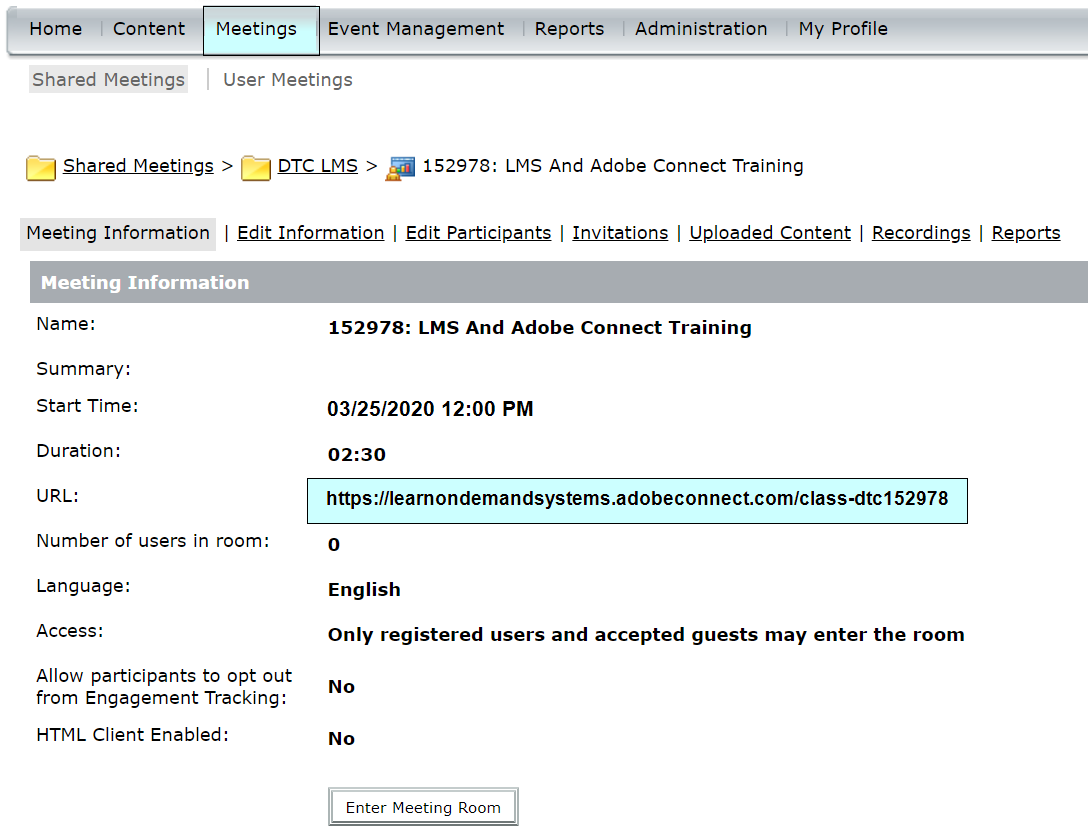 Home | Content | Meetings | Event Management | Reports | Administration | My Profile
Shared Meetings | User Meetings
Shared Meetings > DTC LMS > 152978: LMS And Adobe Connect Training
Meeting Information | Edit Information | Edit Participants | Invitations | Uploaded Content | Recordings | Reports
Meeting Information
Name: 152978: LMS And Adobe Connect Training
Summary:
Start Time: 03/25/2020 12:00 PM
Duration: 02:30
URL: https://learnondemandsystems.adobeconnect.com/class-dtc152978
Number of users in room: 0
Language: English
Access: Only registered users and accepted guests may enter the room
Allow participants to opt out
from Engagement Tracking: No
HTML Client Enabled: No
Enter Meeting Room